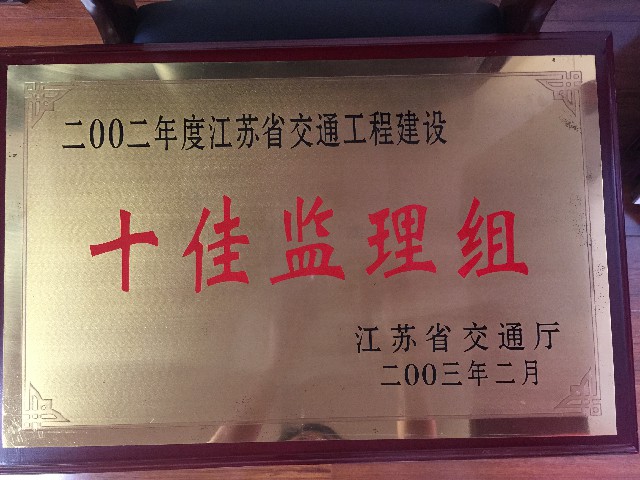 二00二年度江苏省交通工程建设
十佳监理组
江苏省交通厅
二00三年二月